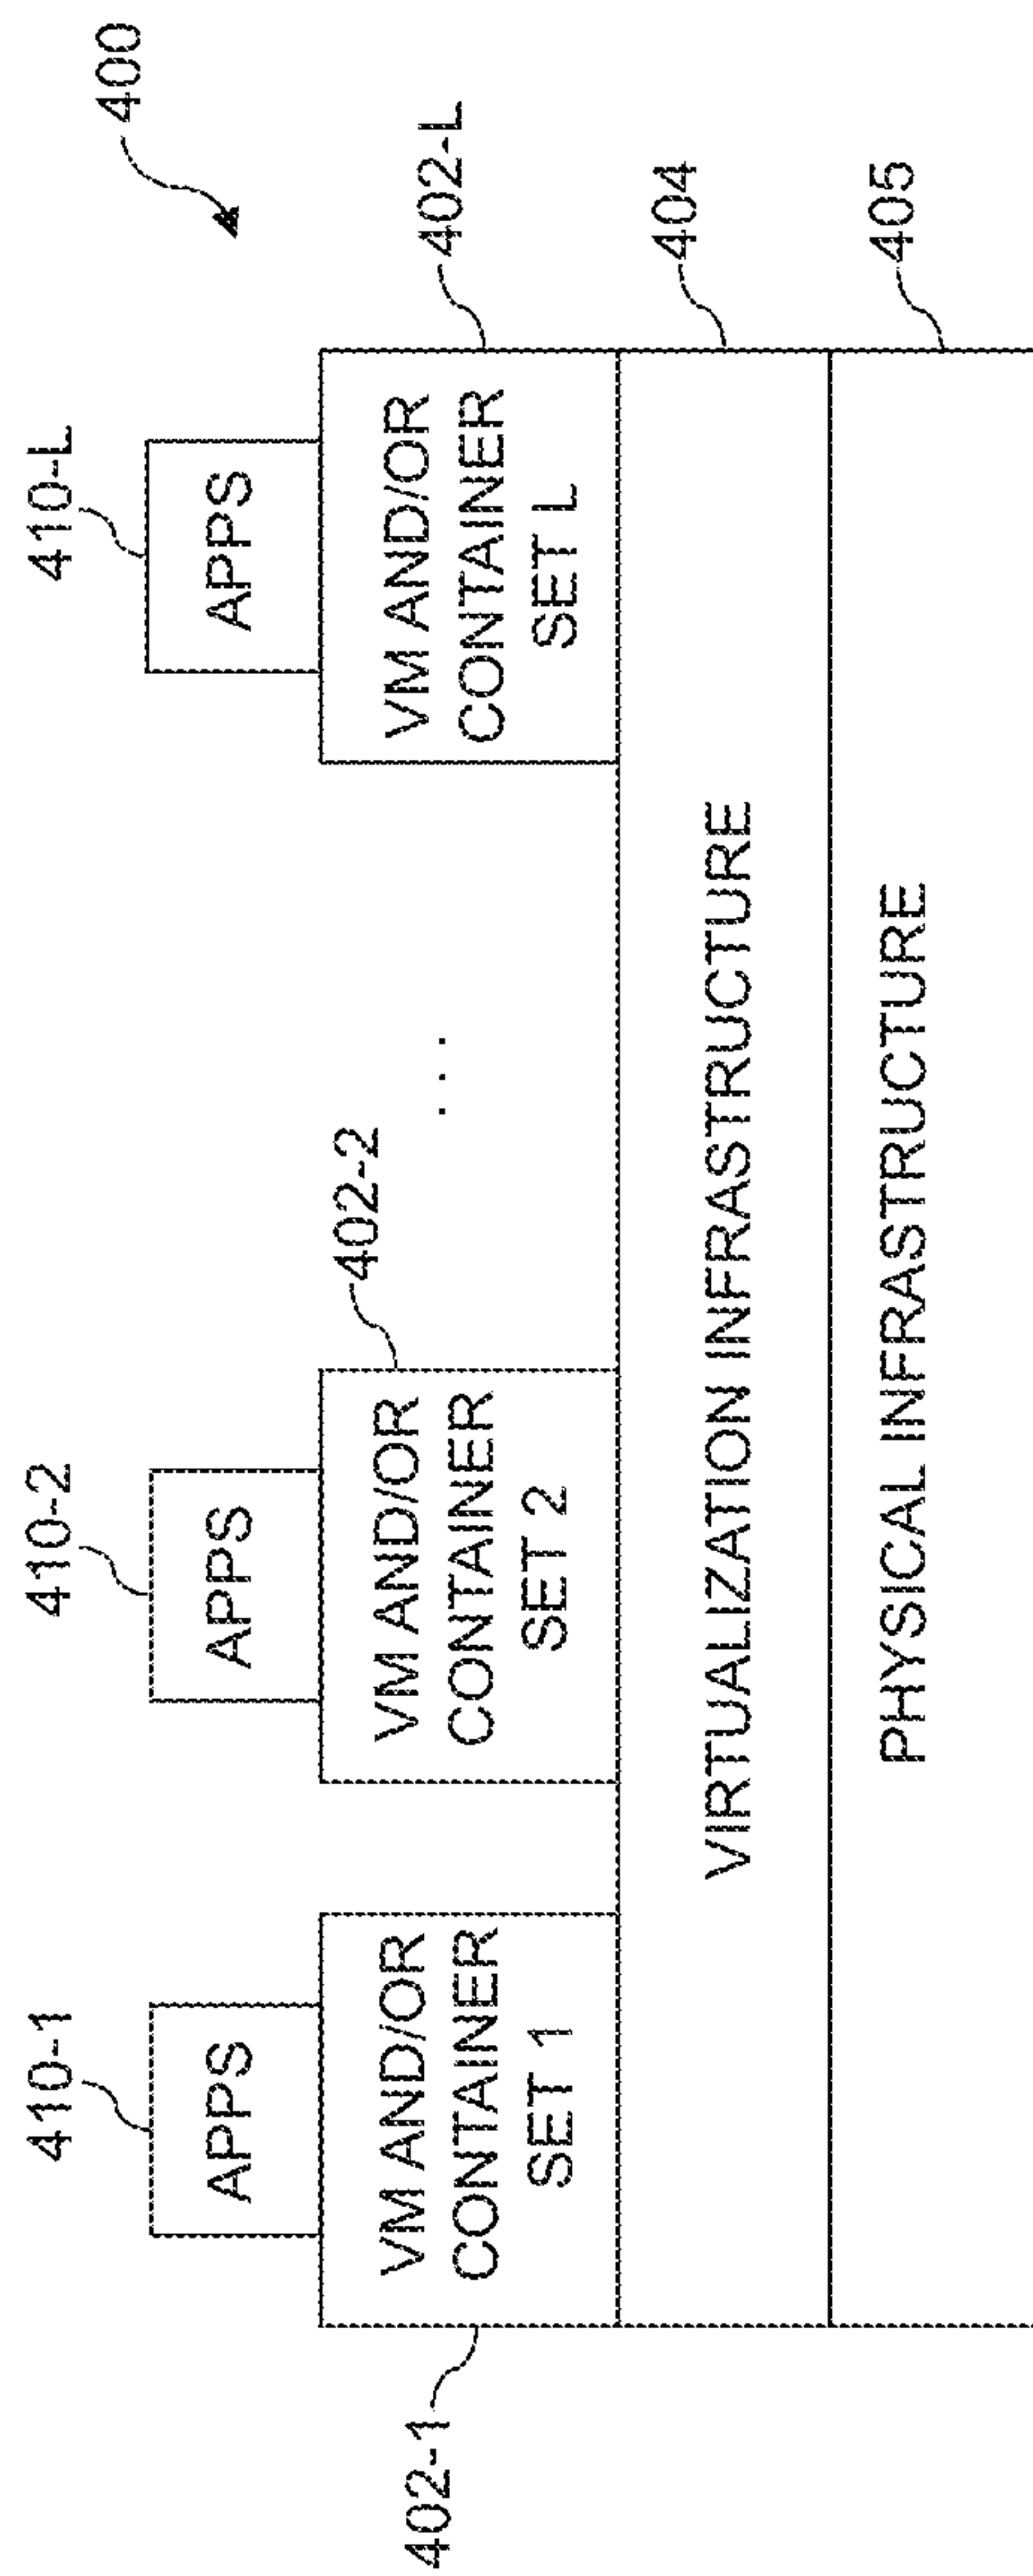 400
410-1
410-2
410-L
APPS
APPS
APPS
402-1
VM AND/OR
CONTAINER
SET 1
402-2
VM AND/OR
CONTAINER
SET 2
. . .
402-L
VM AND/OR
CONTAINER
SET L
VIRTUALIZATION INFRASTRUCTURE
404
PHYSICAL INFRASTRUCTURE
405